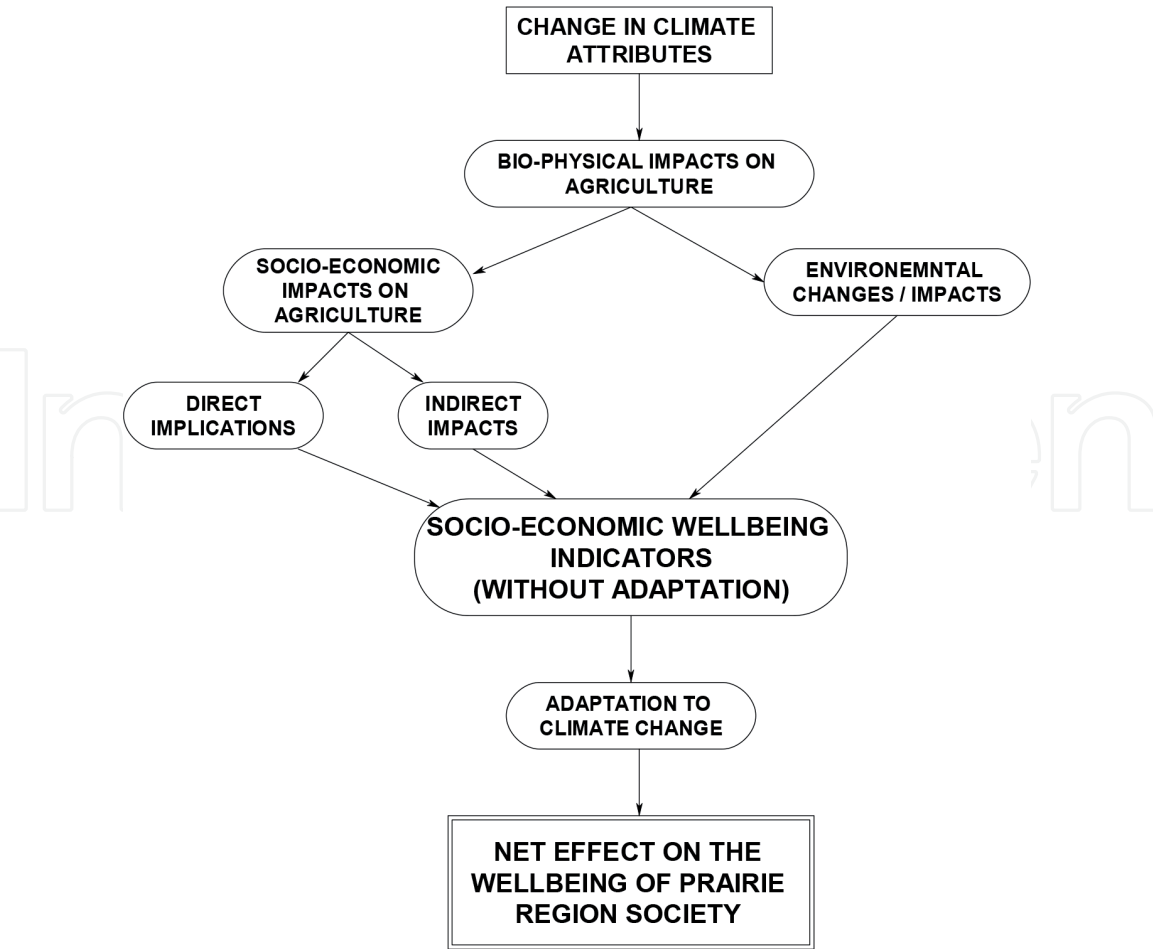 CHANGE IN CLIMATE
ATTRIBUTES
BIO-PHYSICAL IMPACTS ON
AGRICULTURE
SOCIO-ECONOMIC
IMPACTS ON
AGRICULTURE
ENVIRONEMNTAL
CHANGES / IMPACTS
DIRECT
IMPLICATIONS
INDIRECT
IMPACTS
SOCIO-ECONOMIC WELLBEING
INDICATORS
(WITHOUT ADAPTATION)
ADAPTATION TO
CLIMATE CHANGE
NET EFFECT ON THE
WELLBEING OF PRAIRIE
REGION SOCIETY